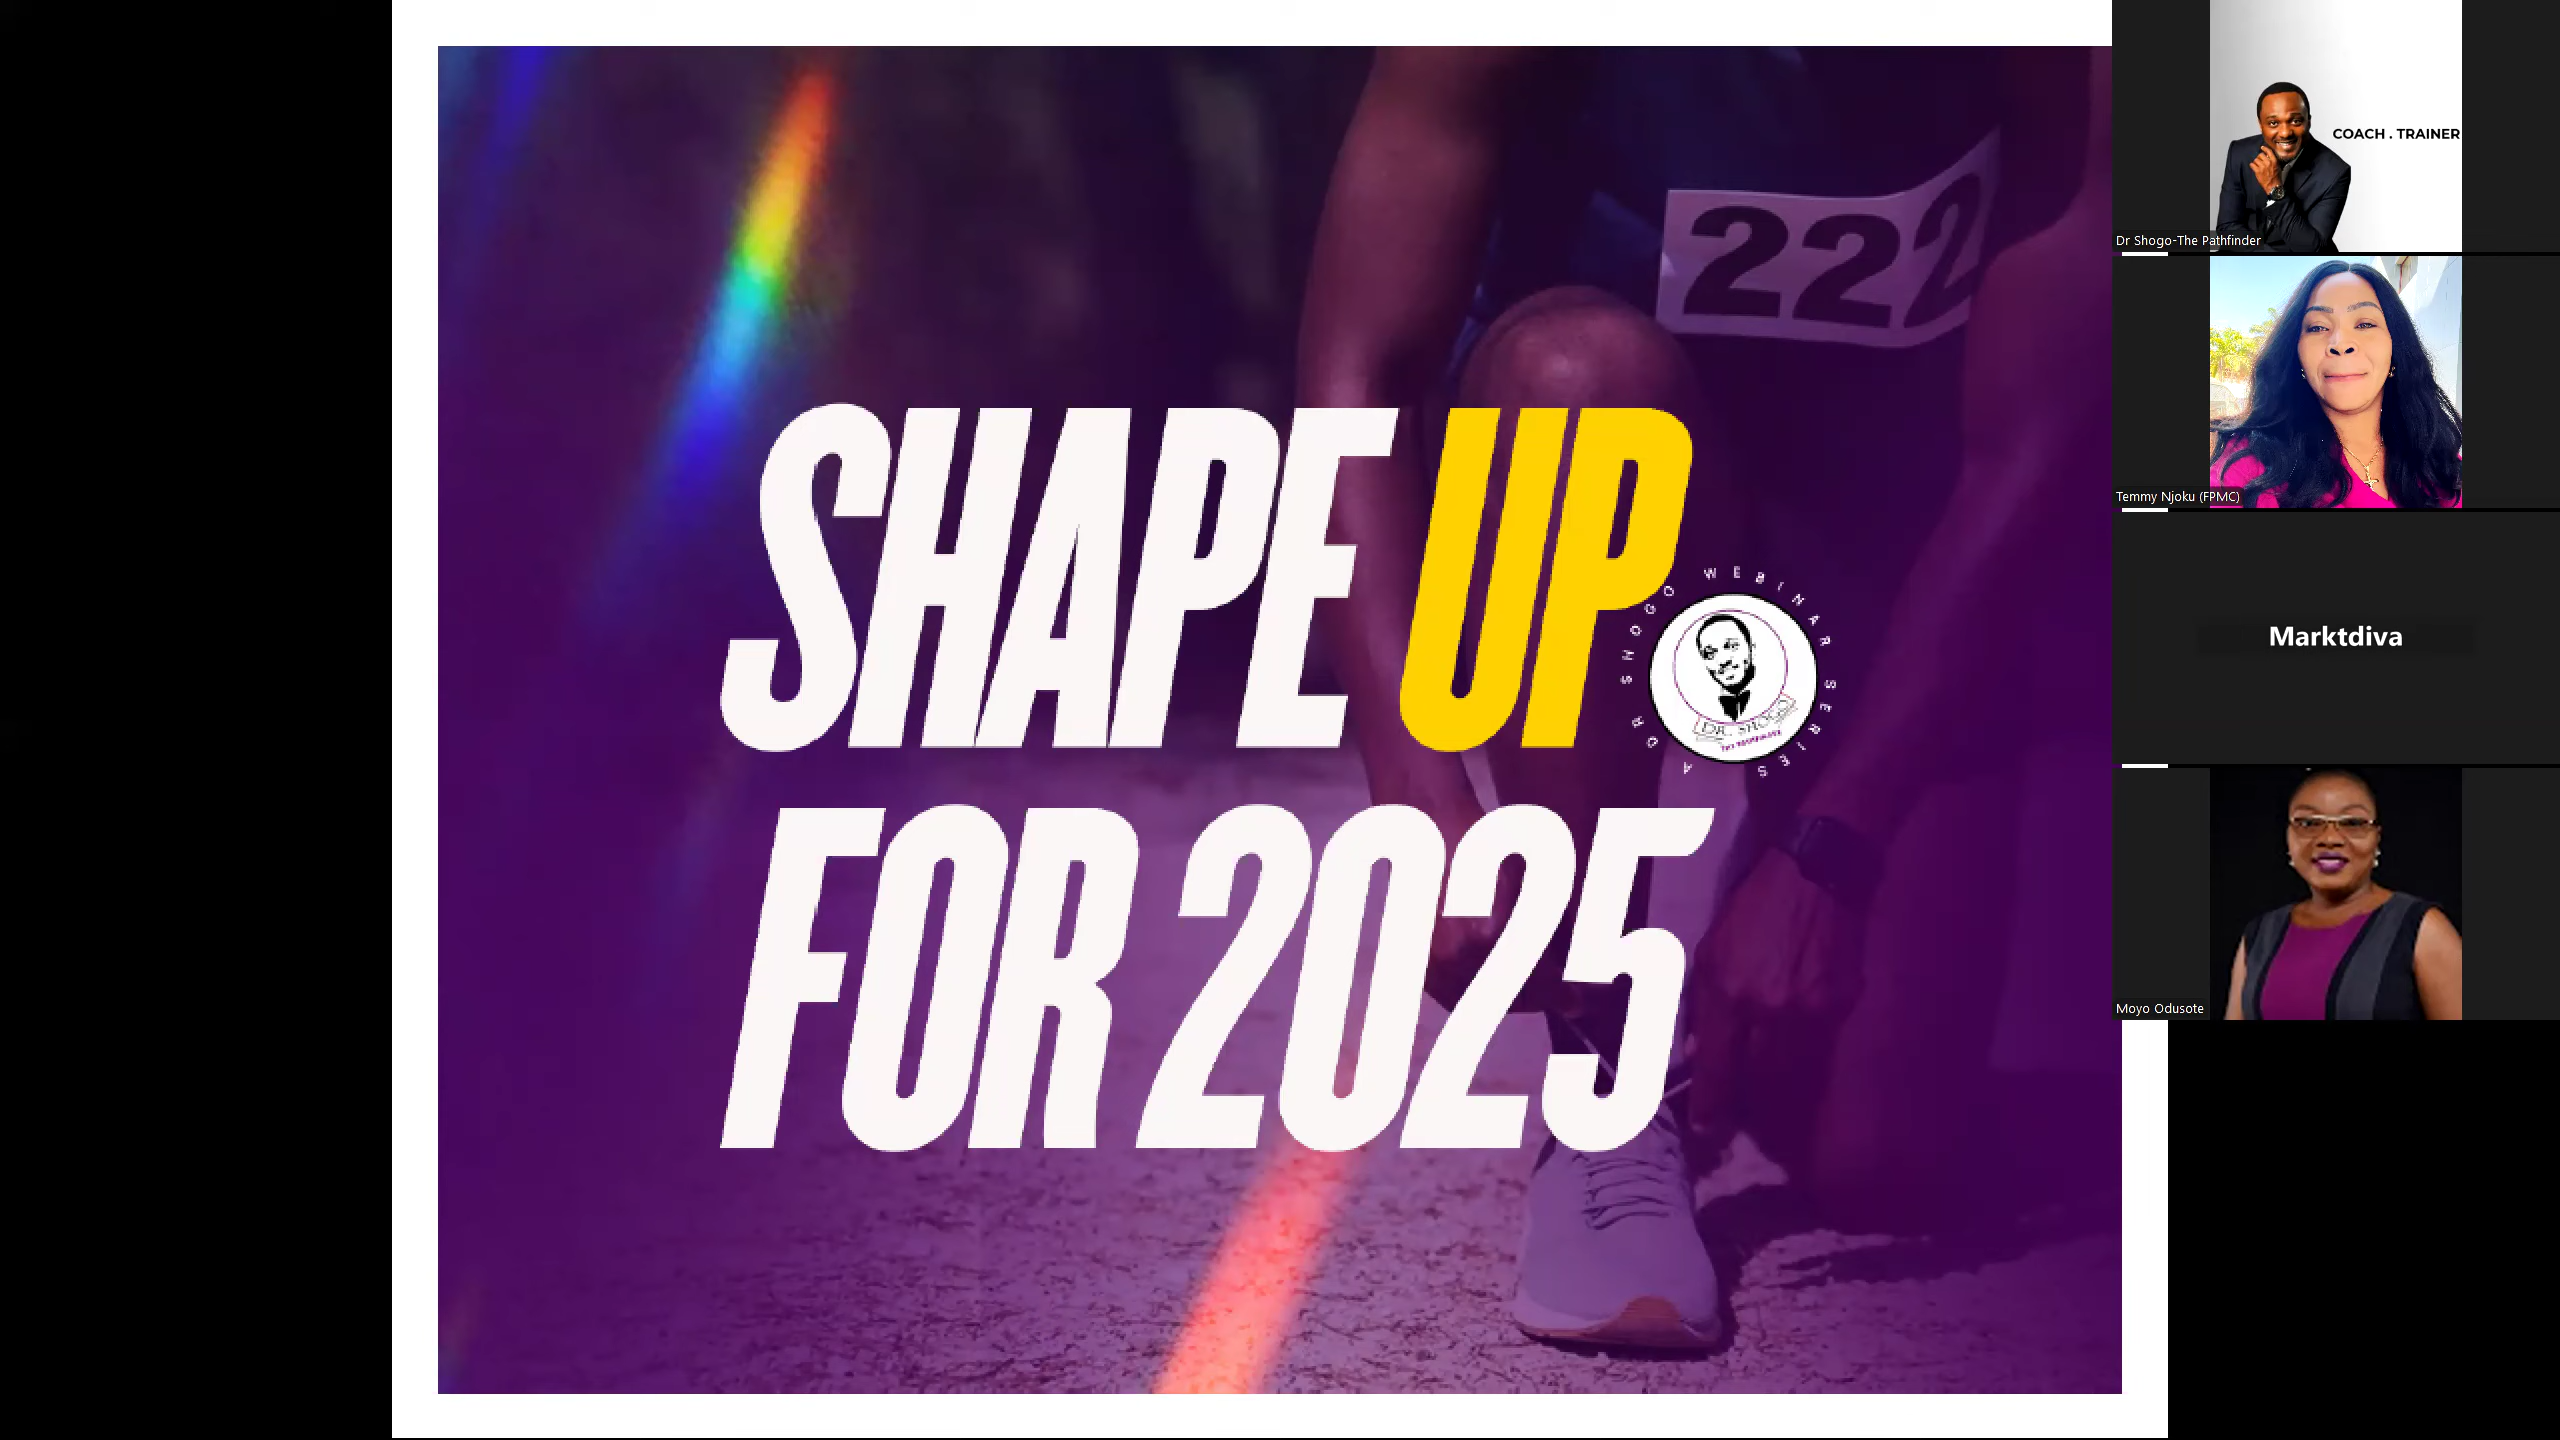 222
SHAPE UP
A DR SHOGO WEBINAR SERIES
DR. SHOGO
FOR 2025
COACH . TRAINER
Dr Shogo-The Pathfinder
Temmy Njoku (FPMC)
Marktdiva
Moyo Odusote